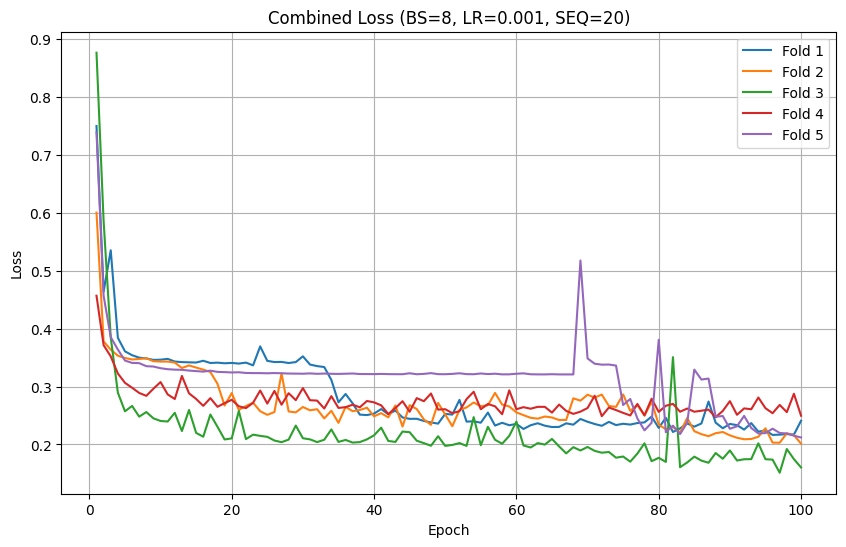 Combined Loss (BS=8, LR=0.001, SEQ=20)
Fold 1
Fold 2
Fold 3
Fold 4
Fold 5
Loss
0.9
0.8
0.7
0.6
0.5
0.4
0.3
0.2
0 20 40 60 80 100
Epoch